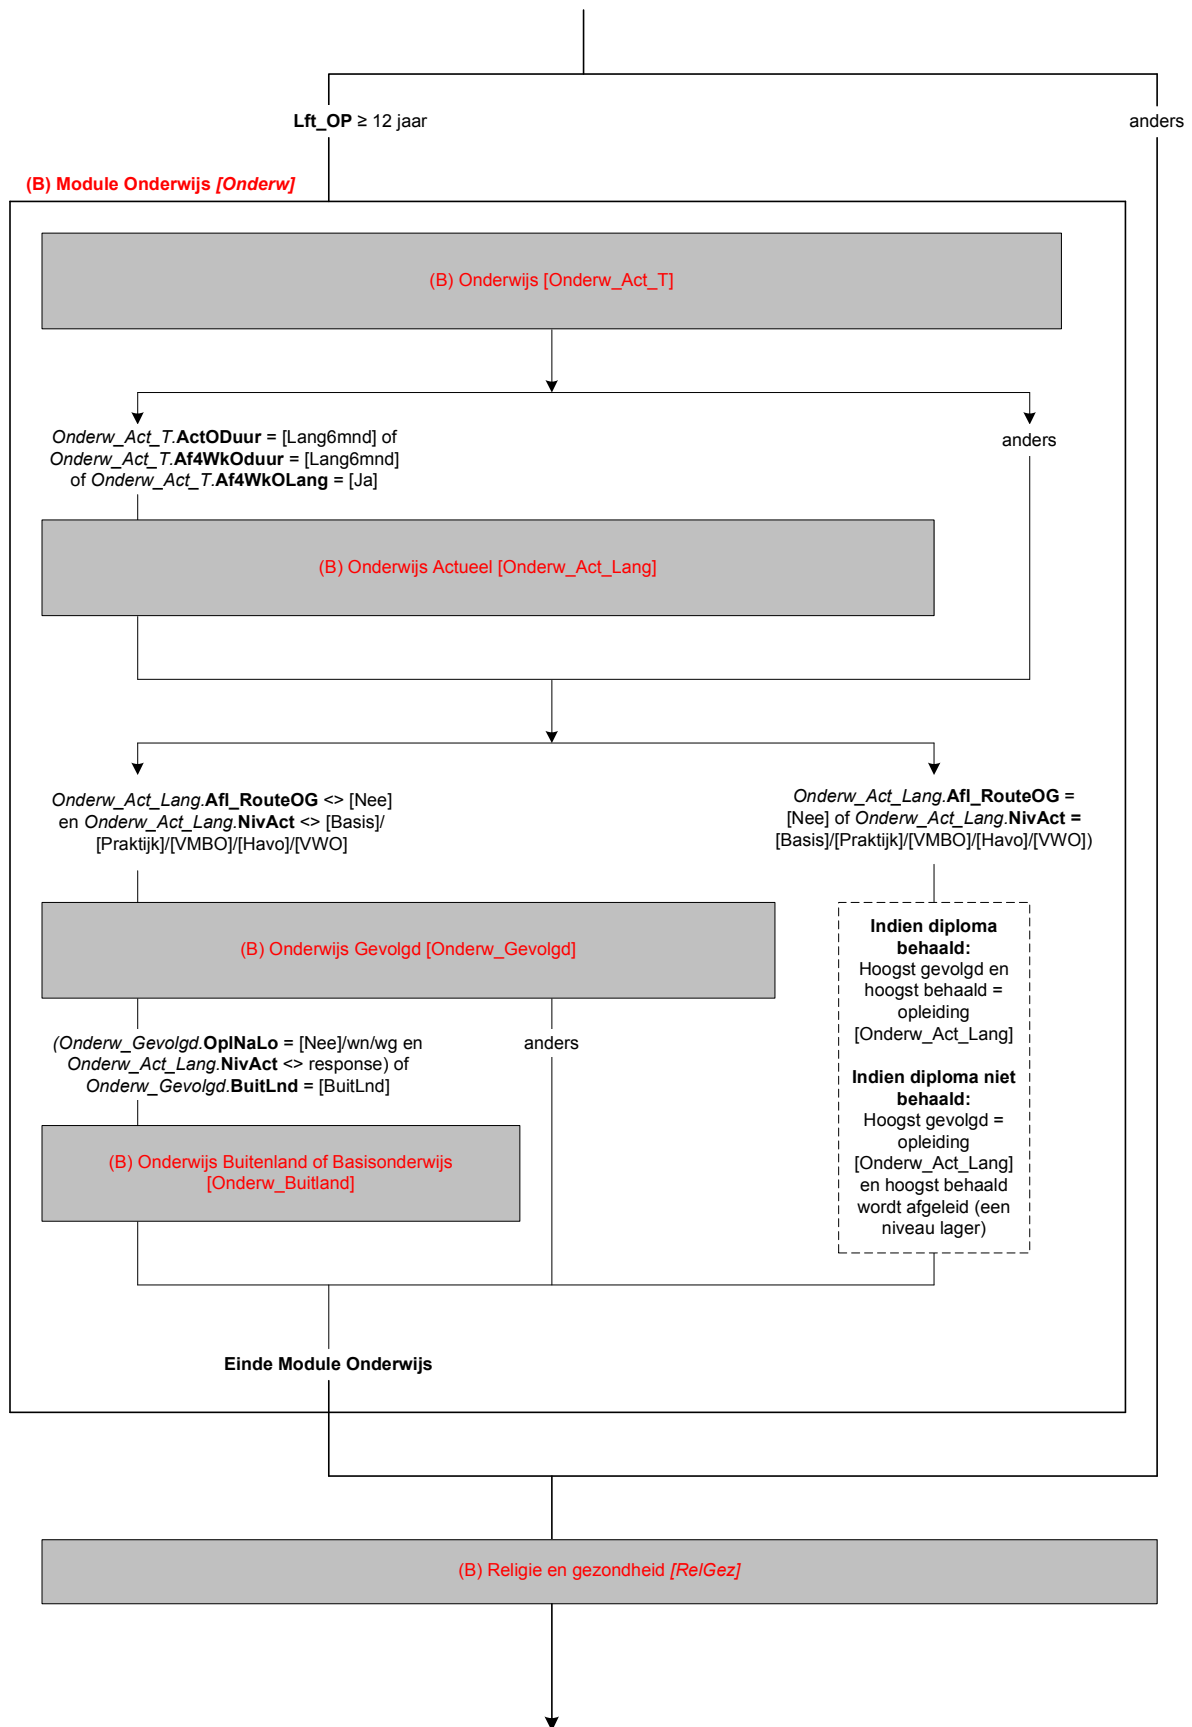 Lft_OP ≥ 12 jaar
anders
(B) Module Onderwijs [Onderw]
(B) Onderwijs [Onderw_Act_T]
Onderw_Act_T.ActODuur = [Lang6mnd] of
Onderw_Act_T.Af4WkOduur = [Lang6mnd]
of Onderw_Act_T.Af4WkOLang = [Ja]
anders
(B) Onderwijs Actueel [Onderw_Act_Lang]
Onderw_Act_Lang.Afl_RouteOG <> [Nee]
en Onderw_Act_Lang.NivAct <> [Basis]/
[Praktijk]/[VMBO]/[Havo]/[VWO]
Onderw_Act_Lang.Afl_RouteOG =
[Nee] of Onderw_Act_Lang.NivAct =
[Basis]/[Praktijk]/[VMBO]/[Havo]/[VWO])
(B) Onderwijs Gevolgd [Onderw_Gevolgd]
(Onderw_Gevolgd.OplNaLo = [Nee]/wn/wg en
Onderw_Act_Lang.NivAct <> response) of
Onderw_Gevolgd.BuitLnd = [BuitLnd]
anders
(B) Onderwijs Buitenland of Basisonderwijs
[Onderw_Buitland]
Indien diploma
behaald:
Hoogst gevolgd en
hoogst behaald =
opleiding
[Onderw_Act_Lang]
Indien diploma niet
behaald:
Hoogst gevolgd =
opleiding
[Onderw_Act_Lang]
en hoogst behaald
wordt afgeleid (een
niveau lager)
Einde Module Onderwijs
(B) Religie en gezondheid [RelGez]